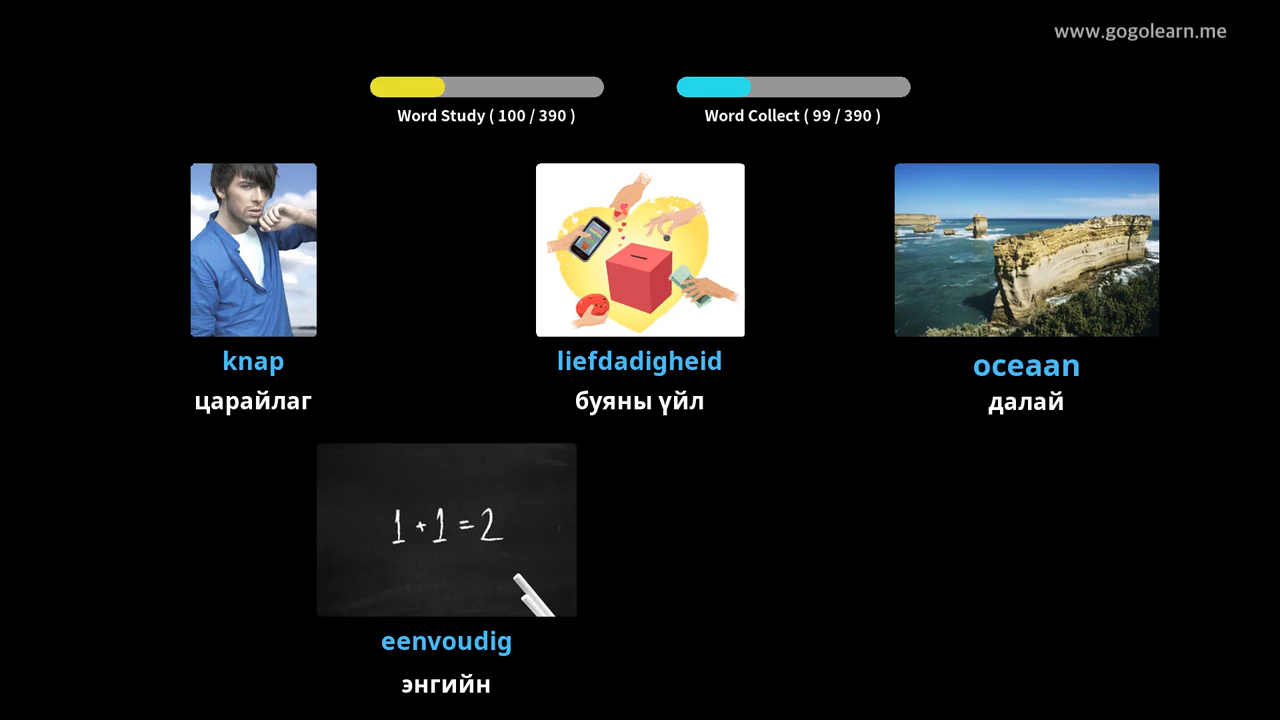 www.gogolearn.me
Word Study ( 100 / 390 )
Word Collect ( 99 / 390 )
knap
царайлаг
liefdadigheid
буяны үйл
oceaan
далай
1 + 1 = 2
eenvoudig
энгийн